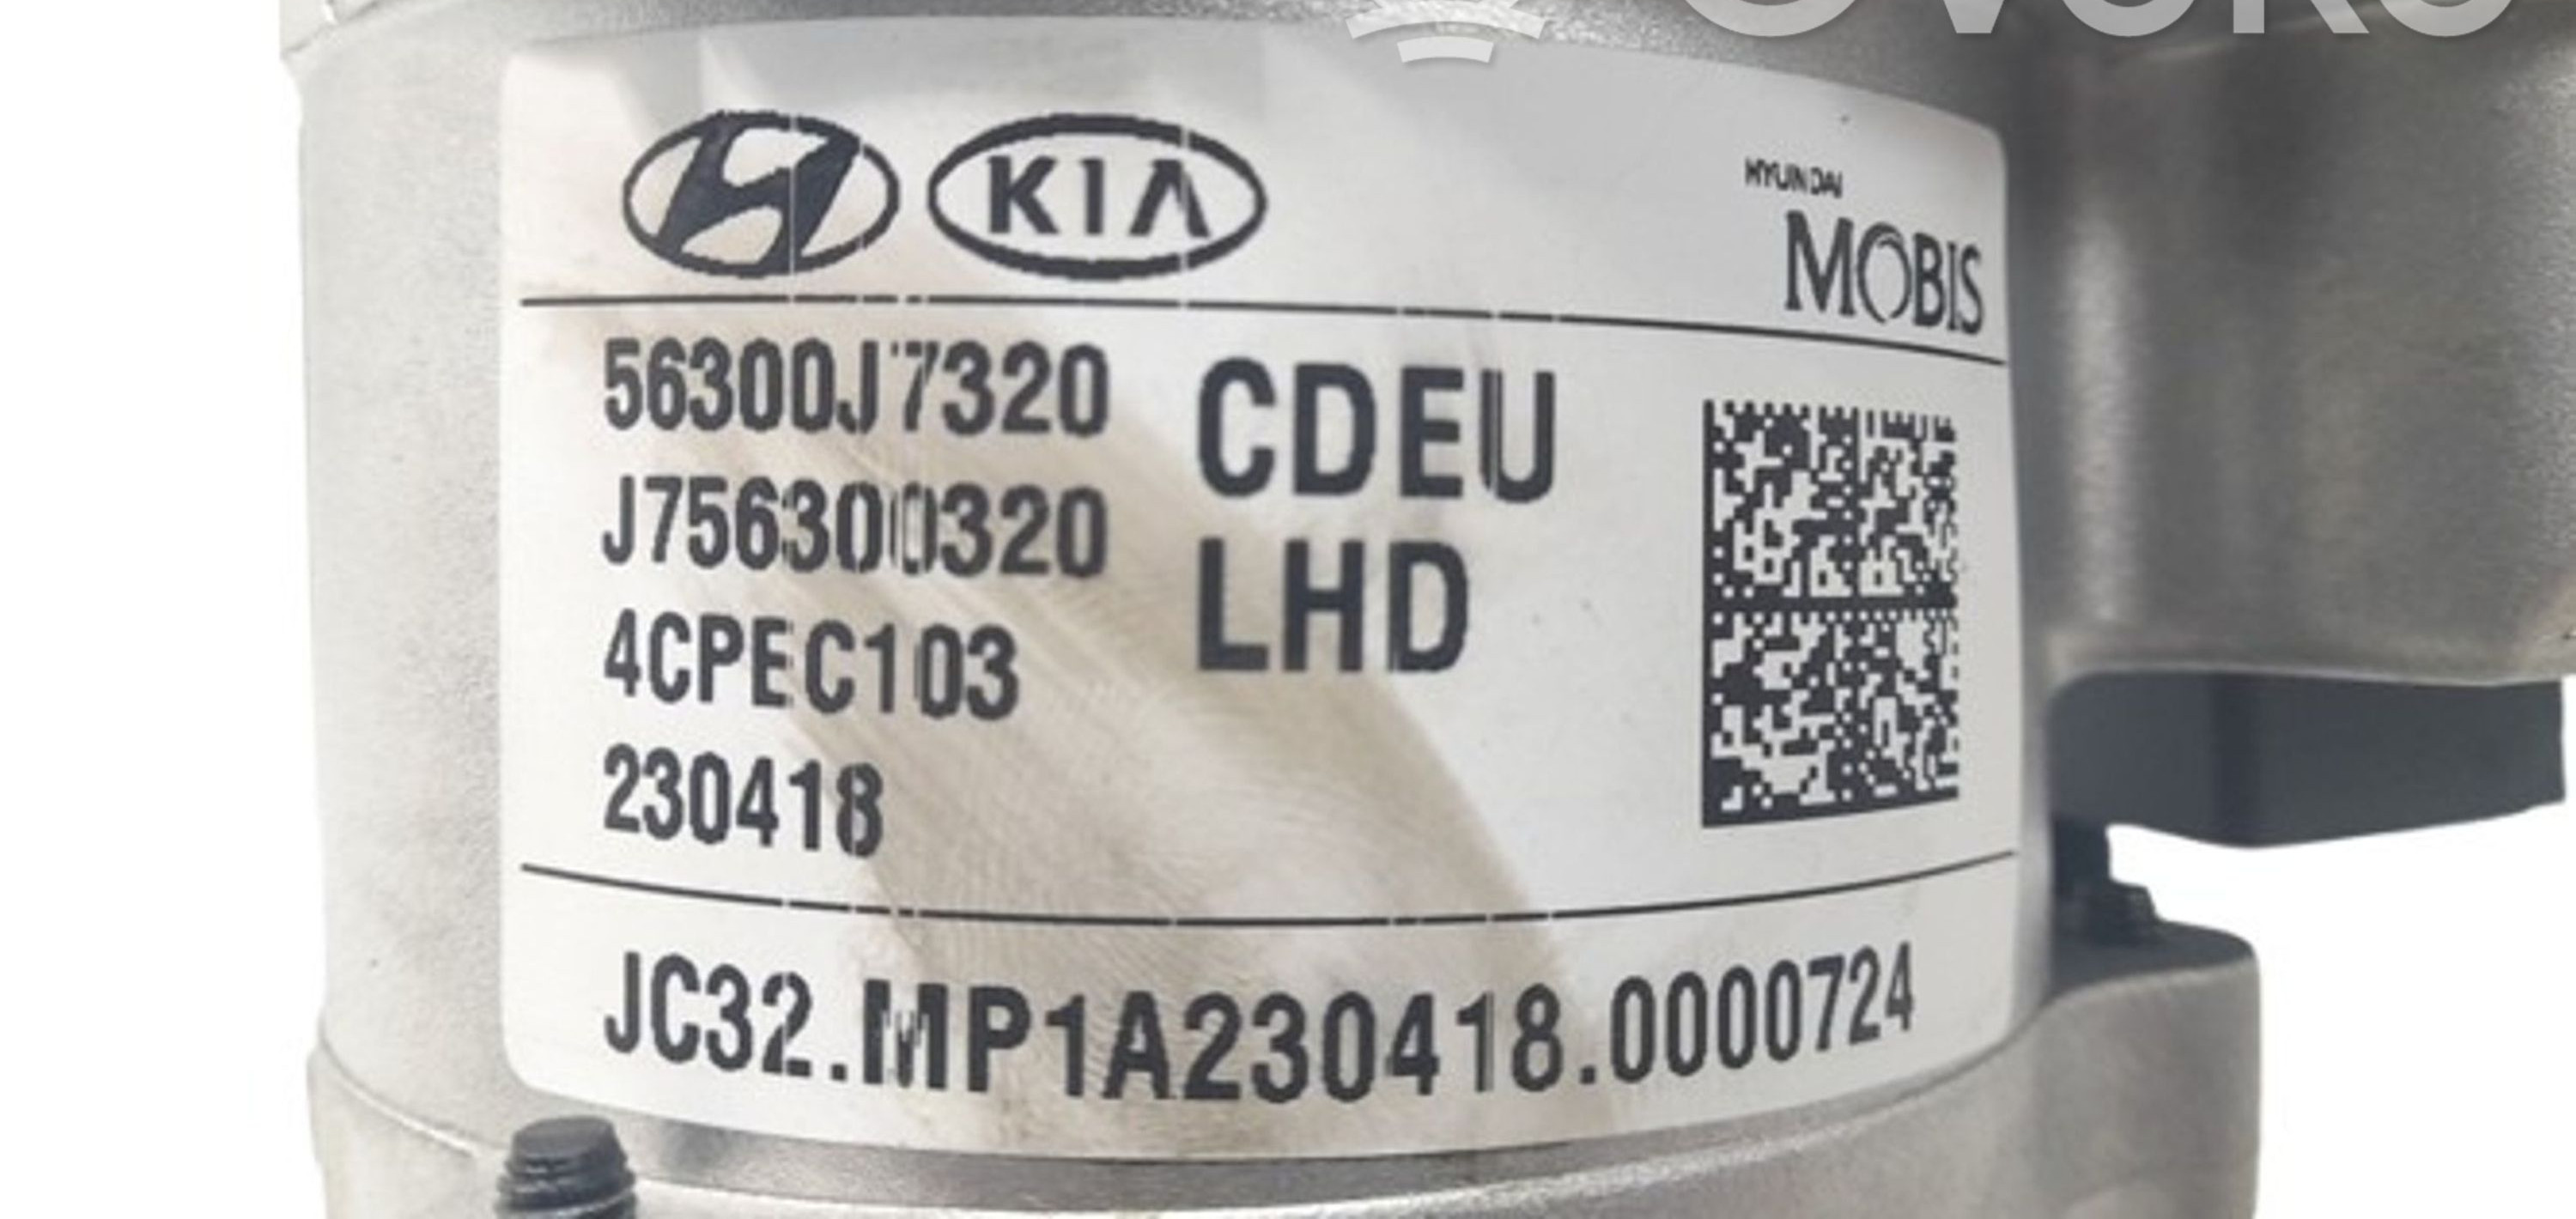 KIA
HYUNDAI
MOBIS
56300J7320
CDEU
J756300320
LHD
4CPEC103
230418
JC32.MP1A230418.0000724